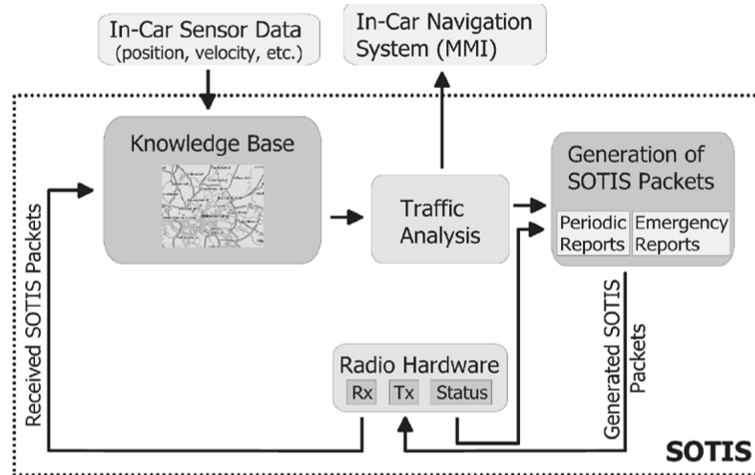 In-Car Sensor Data
(position, velocity, etc.)
In-Car Navigation
System (MMI)
Knowledge Base
Generation of
SOTIS Packets
Periodic
Reports
Emergency
Reports
Traffic
Analysis
Received SOTIS Packets
Radio Hardware
Rx
Tx
Status
Generated SOTIS
Packets
SOTIS